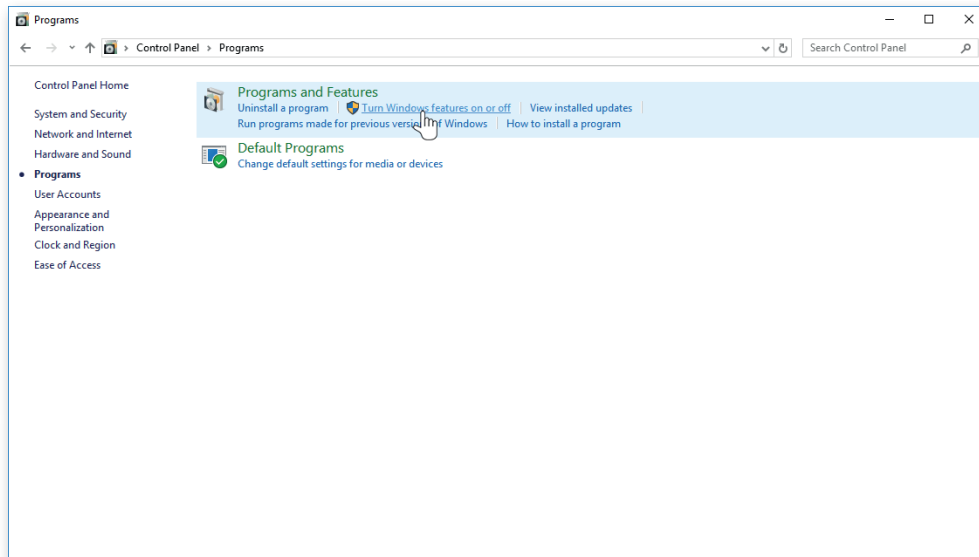 Programs
Control Panel > Programs
Search Control Panel
Control Panel Home
System and Security
Network and Internet
Hardware and Sound
Programs
User Accounts
Appearance and
Personalization
Clock and Region
Ease of Access
Programs and Features
Uninstall a program
Turn Windows features on or off
View installed updates
Run programs made for previous versions of Windows
How to install a program
Default Programs
Change default settings for media or devices